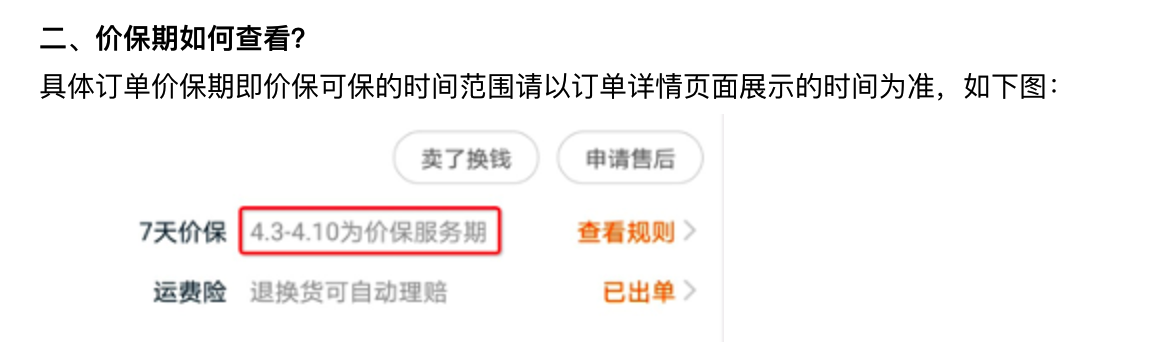 二、价保期如何查看?
具体订单价保期即价保可保的时间范围请以订单详情页面展示的时间为准，如下图：
卖了换钱 申请售后
7天价保 4.3-4.10为价保服务期 查看规则 >
运费险 退换货可自动理赔 已出单 >